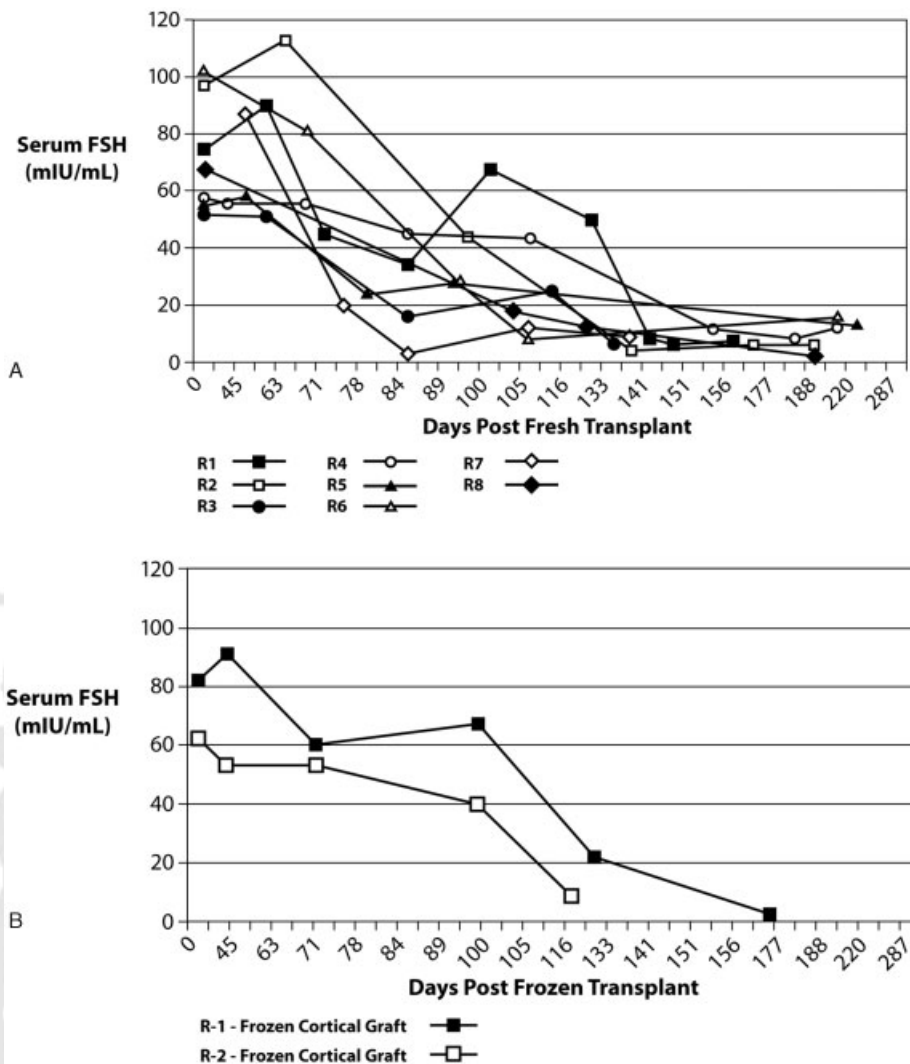 120
100
80
60
40
20
0
Serum FSH
(mIU/mL)
A
0 45 63 71 78 84 89 100 105 116 133 141 151 156 177 188 220 287
Days Post Fresh Transplant
R1 R4 R7
R2 R5 R8
R3 R6
120
100
80
60
40
20
0
Serum FSH
(mIU/mL)
B
0 45 63 71 78 84 89 100 105 116 133 141 151 156 177 188 220 287
Days Post Frozen Transplant
R-1 - Frozen Cortical Graft
R-2 - Frozen Cortical Graft